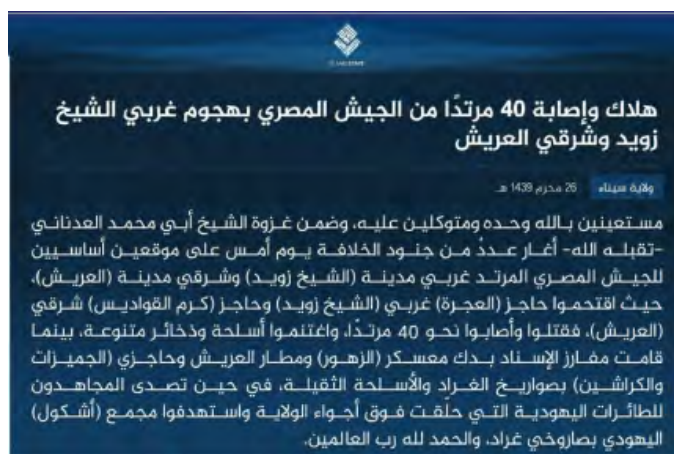 هلاك وإصابة 40 مرتدًا من الجيش المصري بهجوم غربي الشيخ
زويد وشرقي العريش
ولاية سيناء 26 محرم 1439 هـ
مستعينين بالله وحده ومتوكلين عليه، وضمن غزوة الشيخ أبي محمد العدناني
-تقبله الله- أغار عددٌ من جنود الخلافة يوم أمس على موقعين أساسيين
للجيش المصري المرتد غربي مدينة (الشيخ زويد) وشرقي مدينة (العريش)،
حيث اقتحموا حاجز (العجرة) غربي (الشيخ زويد) وحاجز (كرم القواديس) شرقي
(العريش)، فقتلوا وأصابوا نحو 40 مرتدًا، واغتنموا أسلحة وذخائر متنوعة، بينما
قامت مفارز الإسناد بدك معسكر (الزهور) ومطار العريش وحاجزي (الجميزات
والكراشين) بصواريخ الغراد والأسلحة الثقيلة، في حين تصدى المجاهدون
للطائرات اليهودية التي حلّقت فوق أجواء الولاية واستهدفوا مجمع (أشكول)
اليهودي بصاروخي غراد، والحمد لله رب العالمين.